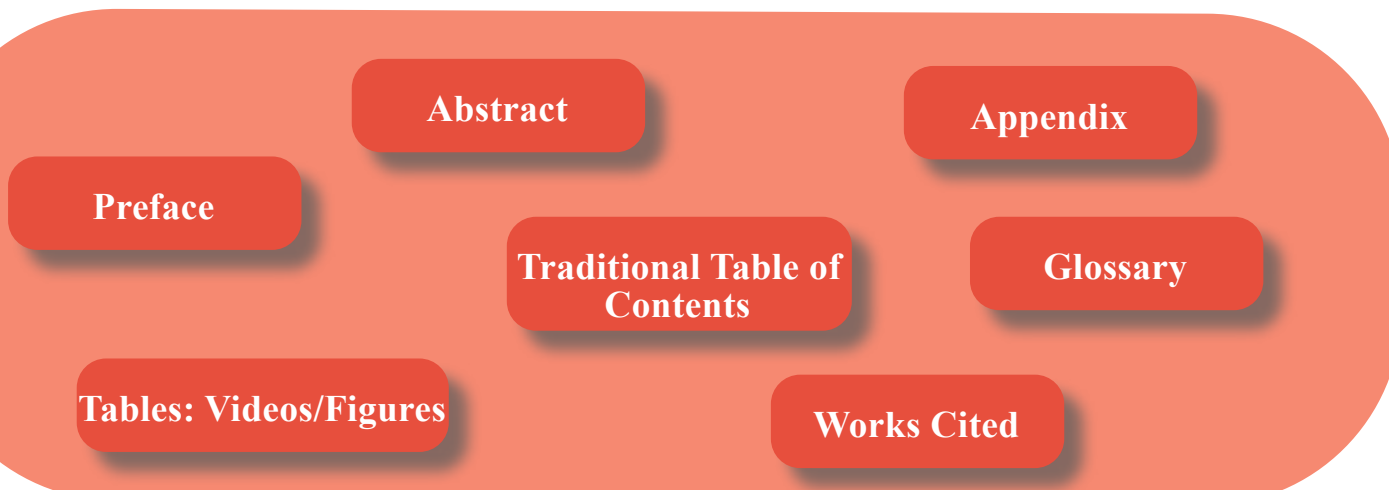 Abstract
Appendix
Preface
Traditional Table of
Contents
Glossary
Tables: Videos/Figures
Works Cited